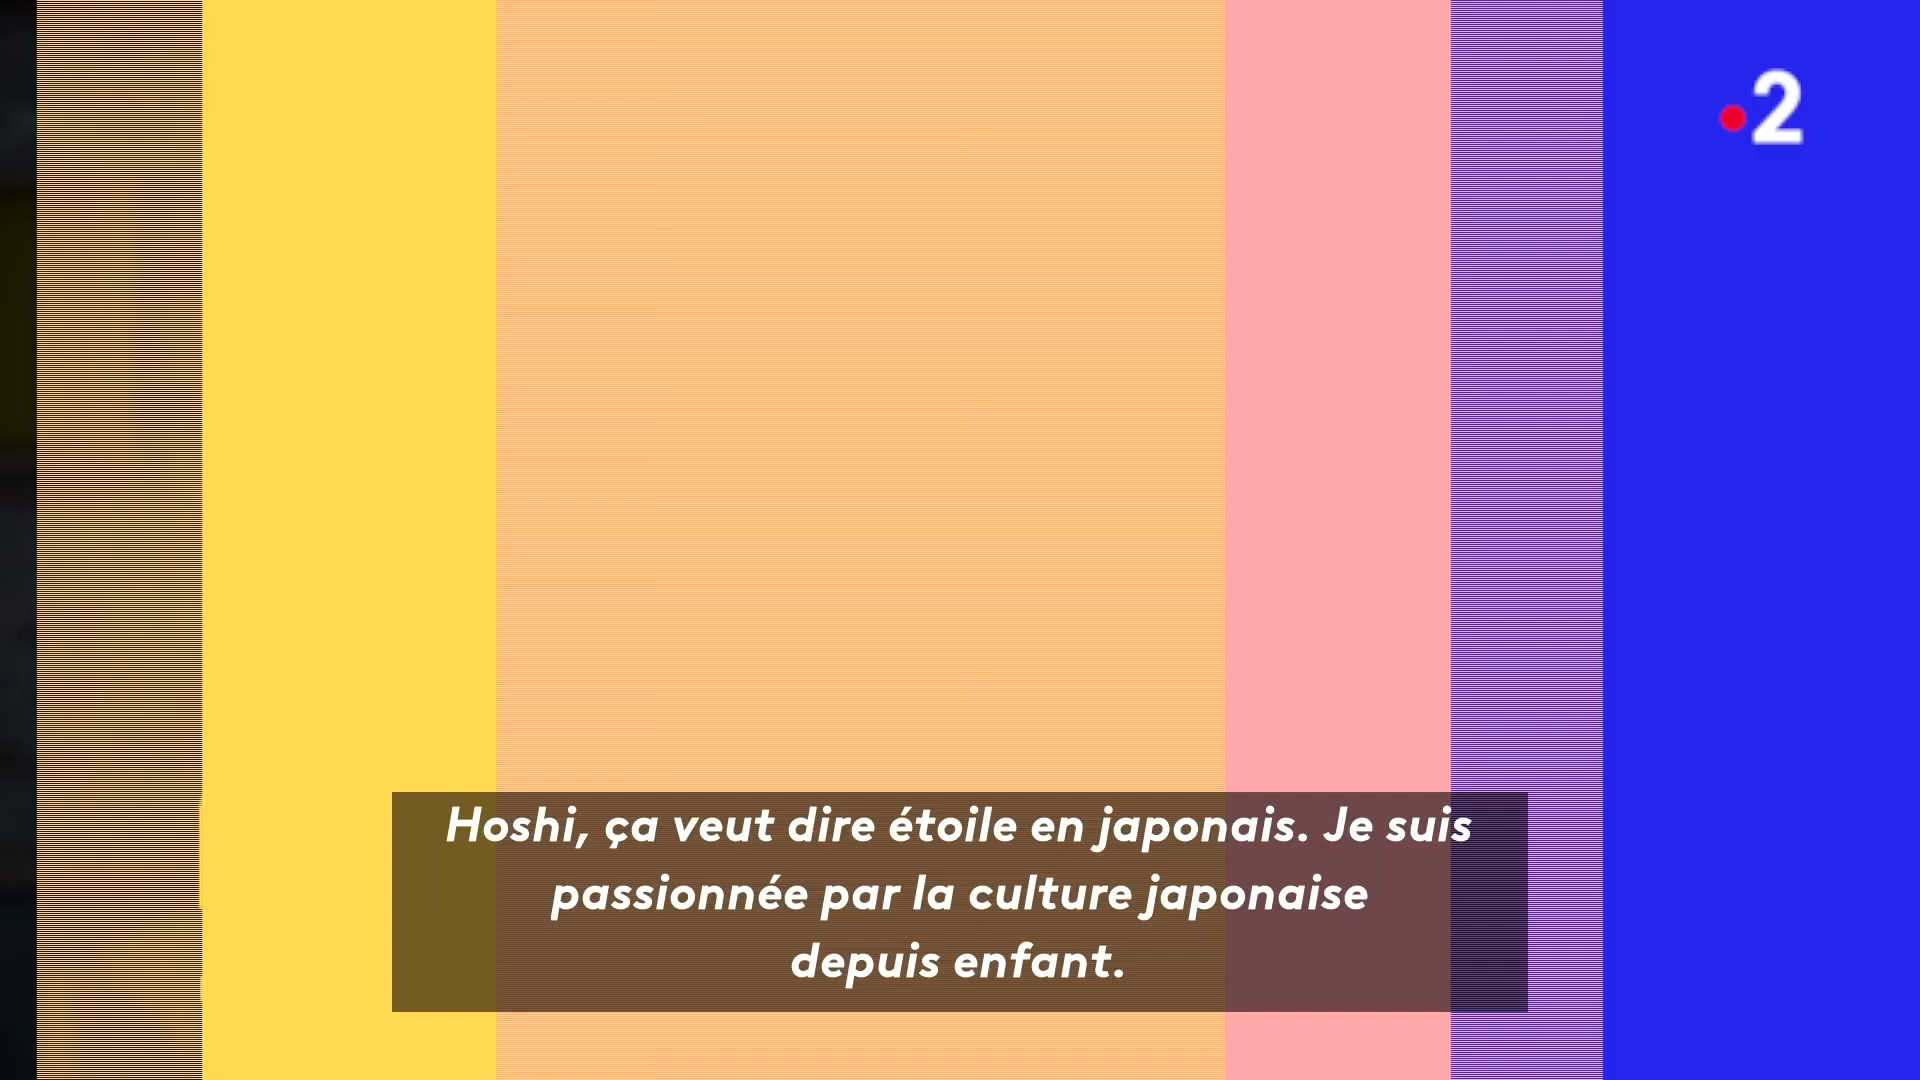 2
Hoshi, ça veut dire étoile en japonais. Je suis
passionnée par la culture japonaise
depuis enfant.